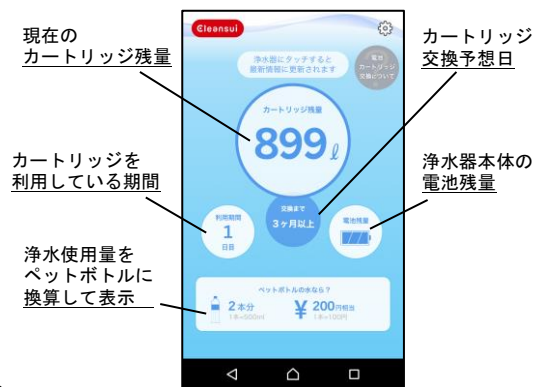 現在の
カートリッジ残量
カートリッジを
利用している期間
浄水使用量を
ペットボトルに
換算して表示
Cleansui
浄水器にタッチすると
最新情報に更新されます
電池
カートリッジ
交換について
カートリッジ残量
899ℓ
交換まで
3ヶ月以上
利用期間
1
日目
電池残量
ペットボトルの水なら?
2本分
1本=500ml
¥ 200円相当
1本=100円
カートリッジ
交換予想日
浄水器本体の
電池残量